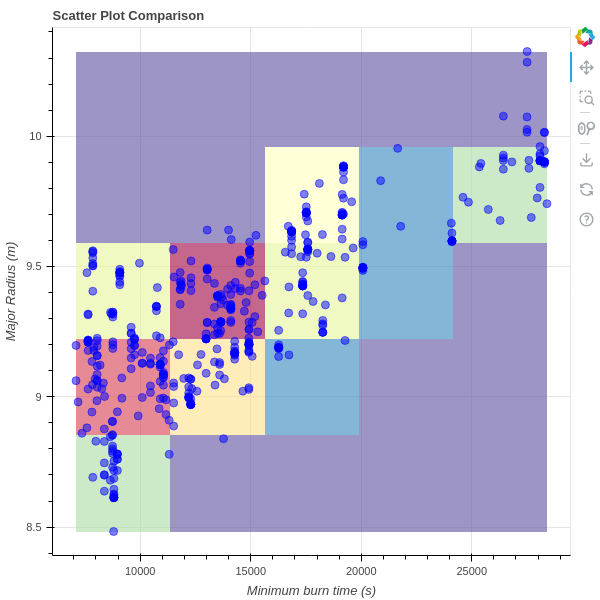 Scatter Plot Comparison
10
9.5
9
8.5
Major Radius (m)
10000 15000 20000 25000
Minimum burn time (s)